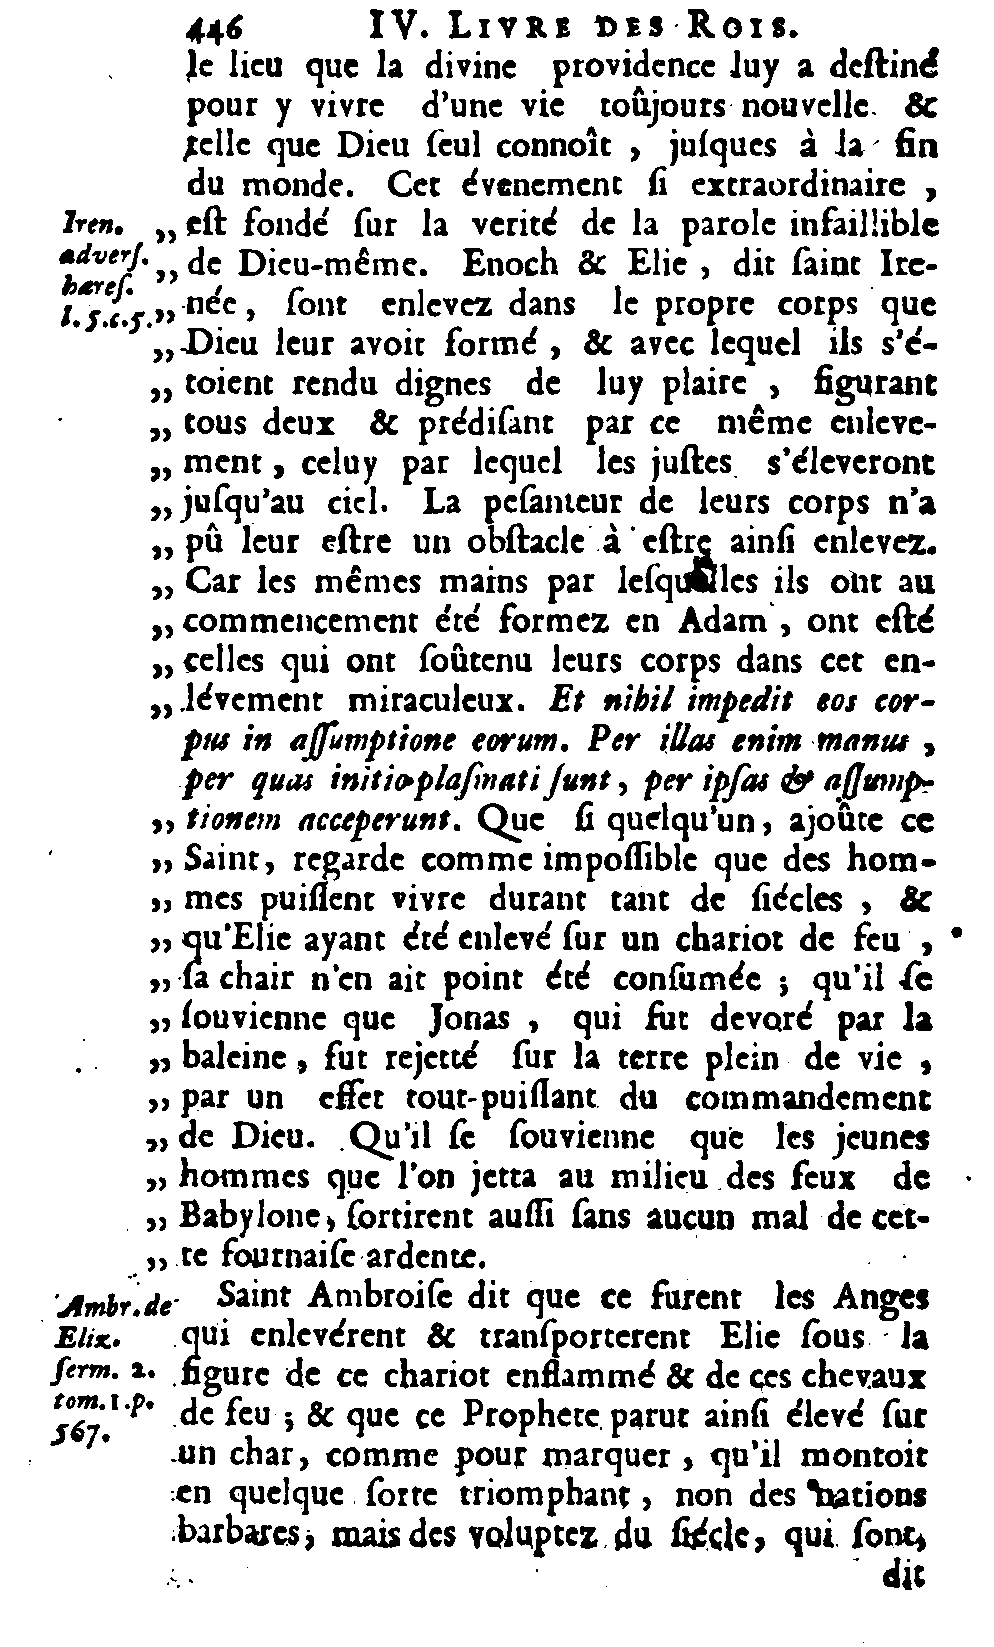 446 IV. LIVRE DES ROIS.
le lieu que la divine providence luy a deſtiné
pour y vivre d'une vie toûjours nouvelle. &
telle que Dieu ſeul connoît , juſques à la fin
du monde. Cet évenement ſi extraordinaire ,
Iren. „ eſt fondé ſur la verité de la parole infaillible
adverſ. „ de Dieu-même. Enoch & Elie , dit ſaint Ire-
hæreſ. l.5.c.5. „ née , ſont enlevez dans le propre corps que
„ Dieu leur avoit formé , & avec lequel ils s'é-
„ toient rendu dignes de luy plaire , figurant
„ tous deux & prédiſant par ce même enleve-
„ ment , celuy par lequel les juſtes s'éleveront
„ juſqu'au ciel. La peſanteur de leurs corps n'a
„ pû leur eſtre un obſtacle à eſtre ainſi enlevez.
„ Car les mêmes mains par leſquelles ils ont au
„ commencement été formez en Adam , ont eſté
„ celles qui ont ſoûtenu leurs corps dans cet en-
„ lévement miraculeux. Et nihil impedit eos cor-
pus in aſſumptione eorum. Per illas enim manus ,
per quas initio plaſmati ſunt , per ipſas & aſſump-
„ tionem acceperunt. Que ſi quelqu'un , ajoûte ce
„ Saint, regarde comme impoſſible que des hom-
„ mes puiſſent vivre durant tant de ſiécles , &
„ qu'Elie ayant été enlevé ſur un chariot de feu ,
„ ſa chair n'en ait point été conſumée ; qu'il ſe
„ ſouvienne que Jonas , qui fut devoré par la
„ baleine , fut rejetté ſur la terre plein de vie ,
„ par un effet tout-puiſſant du commandement
„ de Dieu. Qu'il ſe ſouvienne que les jeunes
„ hommes que l'on jetta au milieu des feux de
„ Babylone , ſortirent auſſi ſans aucun mal de cet-
„ te fournaiſe ardente.
Ambr. de Saint Ambroiſe dit que ce furent les Anges
Eliæ. qui enlevérent & tranſporterent Elie ſous la
ſerm. 2. figure de ce chariot enflammé & de ces chevaux
tom. 1. p. de feu ; & que ce Prophete parut ainſi élevé ſur
567. un char, comme pour marquer , qu'il montoit
en quelque ſorte triomphant , non des nations
barbares ; mais des voluptez du ſiécle, qui ſont,
dit